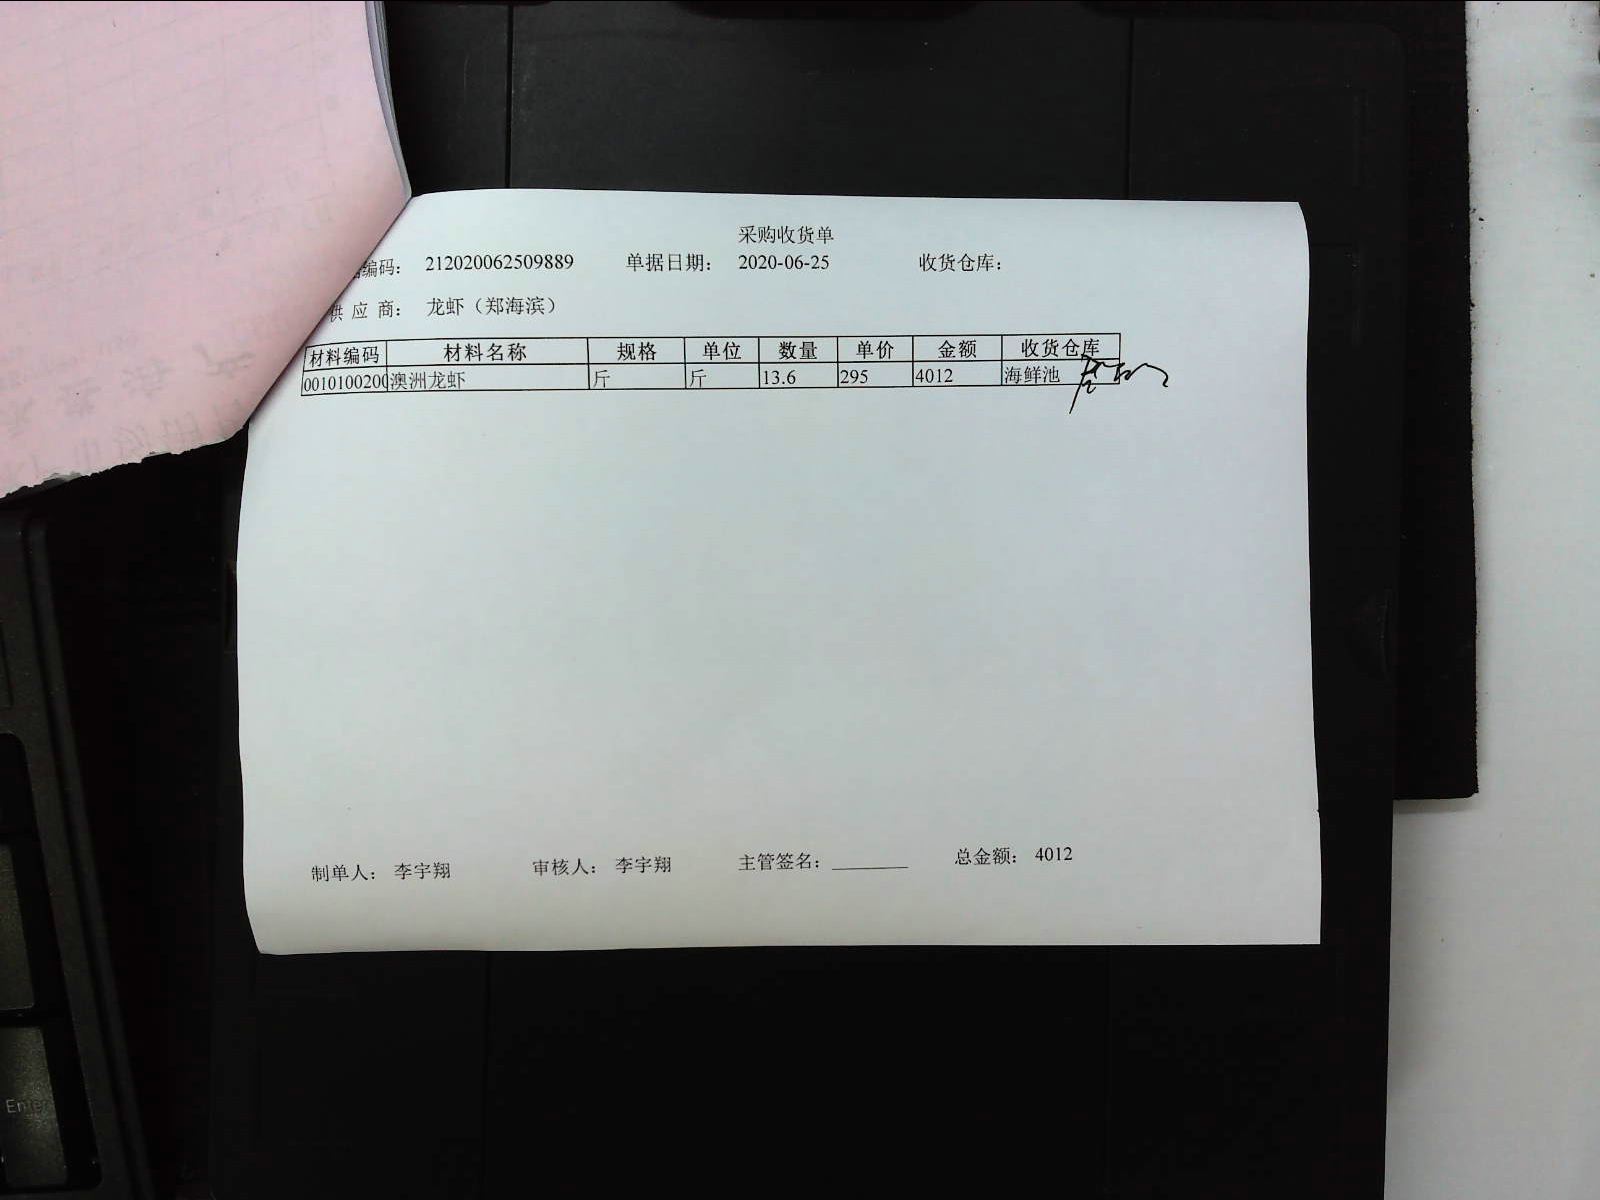 采购收货单
编码： 212020062509889 单据日期： 2020-06-25 收货仓库：
供应商： 龙虾（郑海滨）
材料编码 材料名称 规格 单位 数量 单价 金额 收货仓库
0010100200 澳洲龙虾 斤 斤 13.6 295 4012 海鲜池
制单人： 李宇翔 审核人： 李宇翔 主管签名： 总金额： 4012
Enter